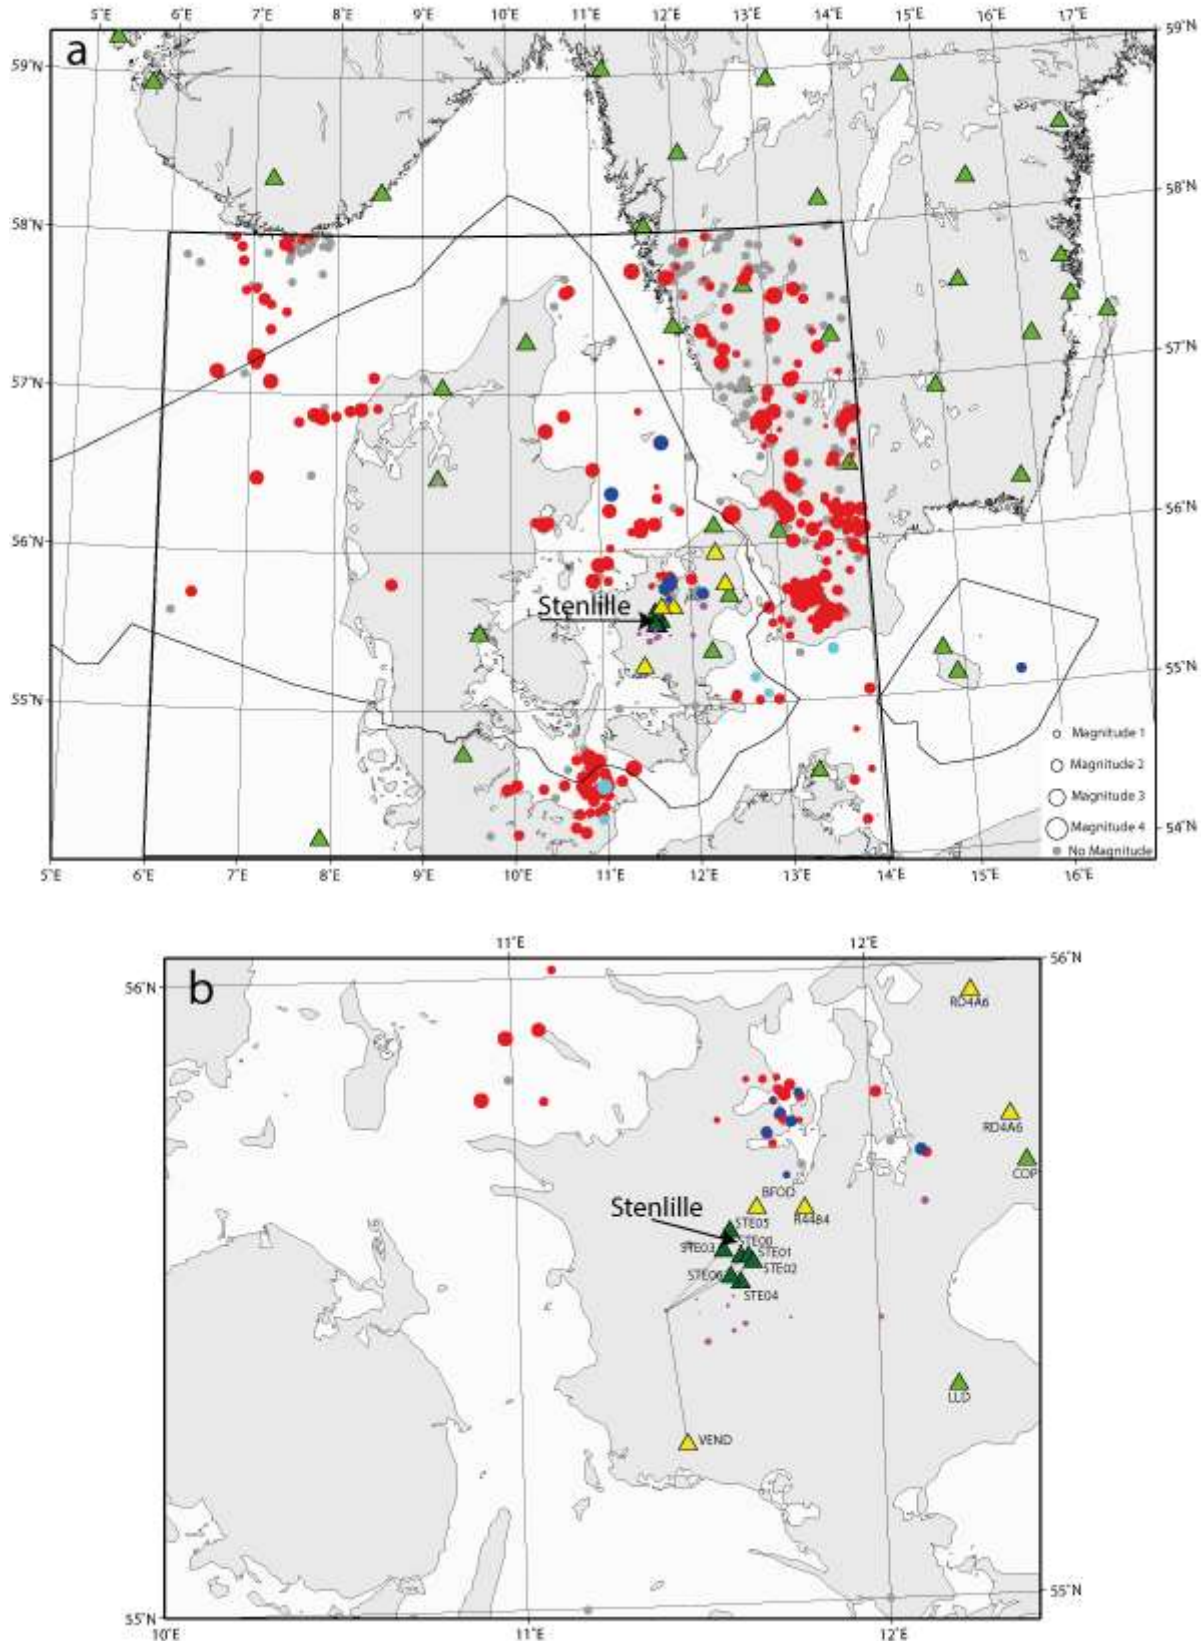 5°E 6°E 7°E 8°E 9°E 10°E 11°E 12°E 13°E 14°E 15°E 16°E 17°E
59°N
a
59°N
58°N
58°N
57°N
57°N
56°N
56°N
Stenlille
55°N
55°N
Magnitude 1
Magnitude 2
Magnitude 3
54°N
Magnitude 4
No Magnitude
5°E 6°E 7°E 8°E 9°E 10°E 11°E 12°E 13°E 14°E 15°E 16°E
11°E 12°E
56°N
56°N
b
RD4A6
RD4A6
COP
BFOD
Stenlille
R44B4
STE05
STE00
STE03
STE01
STE02
STE06
STE04
LLD
VEND
55°N
55°N
10°E 11°E 12°E